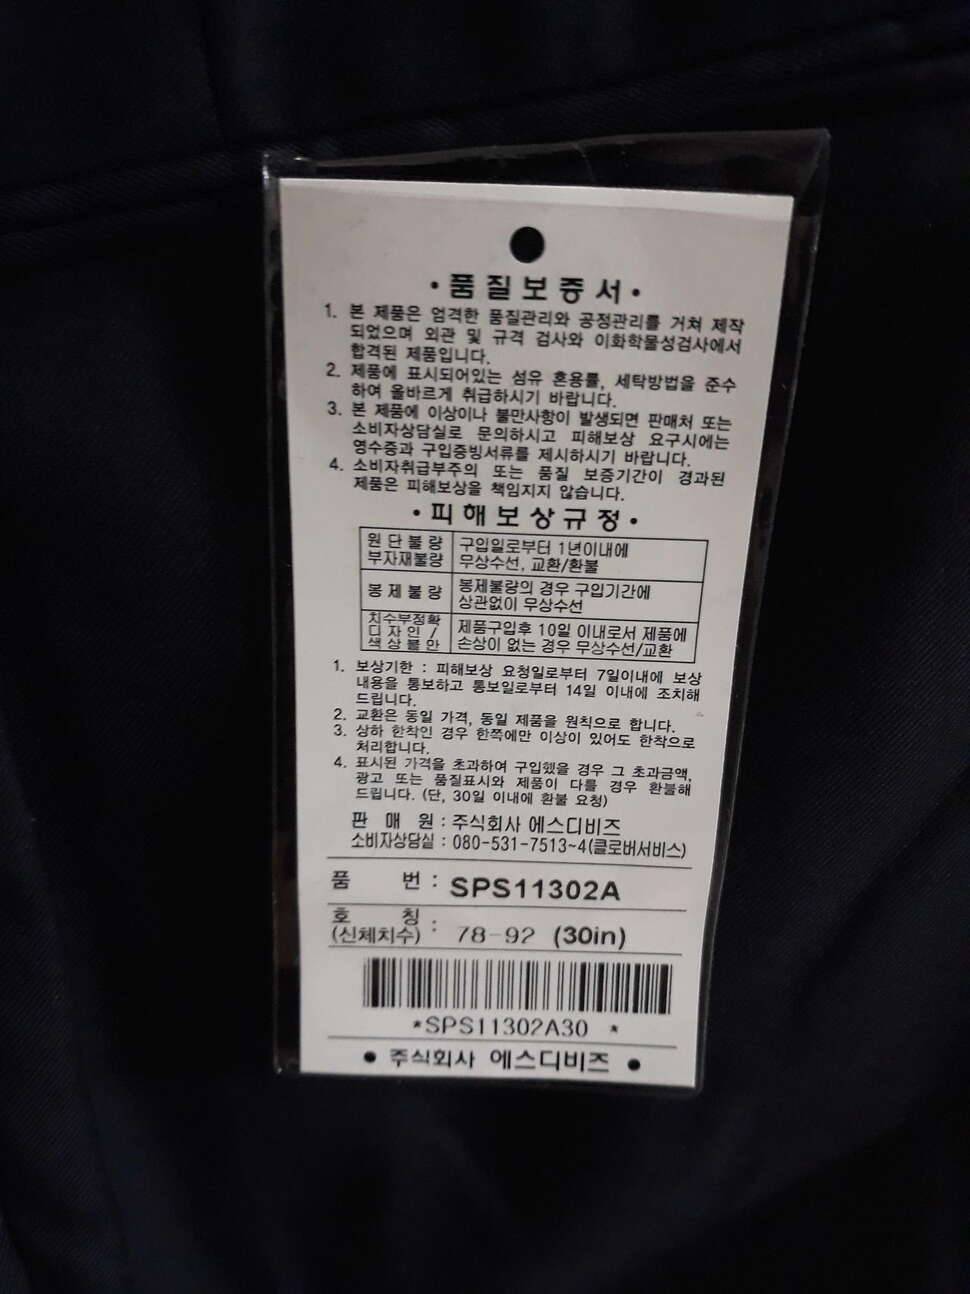 • 품 질 보 증 서 •
1. 본 제품은 엄격한 품질관리와 공정관리를 거쳐 제작
되었으며 외관 및 규격 검사와 이화학물성검사에서
합격된 제품입니다.
2. 제품에 표시되어있는 섬유 혼용률, 세탁방법을 준수
하여 올바르게 취급하시기 바랍니다.
3. 본 제품에 이상이나 불만사항이 발생되면 판매처 또는
소비자상담실로 문의하시고 피해보상 요구시에는
영수증과 구입증빙서류를 제시하시기 바랍니다.
4. 소비자취급부주의 또는 품질 보증기간이 경과된
제품은 피해보상을 책임지지 않습니다.
• 피 해 보 상 규 정 •
원 단 불 량
부자재불량
구입일로부터 1년이내에
무상수선, 교환/환불
봉 제 불 량
봉제불량의 경우 구입기간에
상관없이 무상수선
치수부정확
디 자 인 /
색 상 불 만
제품구입후 10일 이내로서 제품에
손상이 없는 경우 무상수선/교환
1. 보상기한 : 피해보상 요청일로부터 7일이내에 보상
내용을 통보하고 통보일로부터 14일 이내에 조치해
드립니다.
2. 교환은 동일 가격, 동일 제품을 원칙으로 합니다.
3. 상하 한착인 경우 한쪽에만 이상이 있어도 한착으로
처리합니다.
4. 표시된 가격을 초과하여 구입했을 경우 그 초과금액,
광고 또는 품질표시와 제품이 다를 경우 환불해
드립니다. (단, 30일 이내에 환불 요청)
판 매 원 : 주식회사 에스디비즈
소비자상담실 : 080-531-7513~4(클로버서비스)
품 번 : SPS11302A
호 칭
(신체치수) : 78-92 (30in)
*SPS11302A30 *
• 주식회사 에스디비즈 •